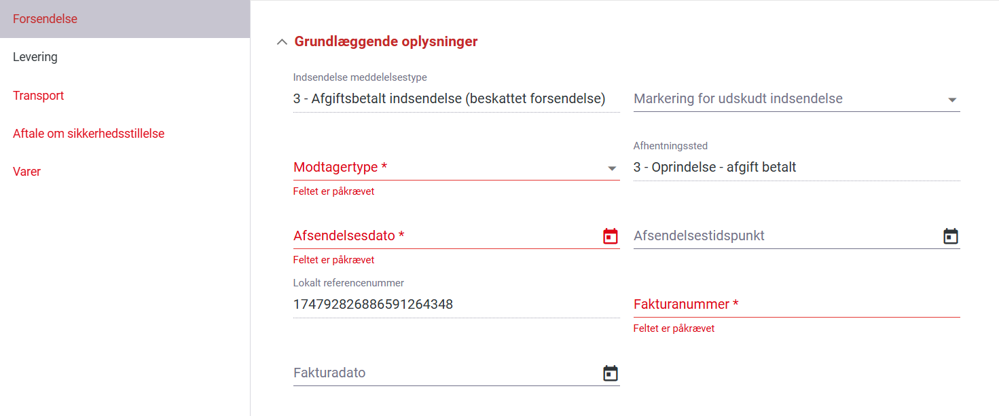 Forsendelse
Levering
Transport
Aftale om sikkerhedsstillelse
Varer
Grundlæggende oplysninger
Indsendelse meddelelsestype
3 - Afgiftsbetalt indsendelse (beskattet forsendelse)
Markering for udskudt indsendelse
Modtagertype *
Feltet er påkrævet
Afhentningssted
3 - Oprindelse - afgift betalt
Afsendelsesdato *
Feltet er påkrævet
Afsendelsestidspunkt
Lokalt referencenummer
174792826886591264348
Fakturanummer *
Feltet er påkrævet
Fakturadato